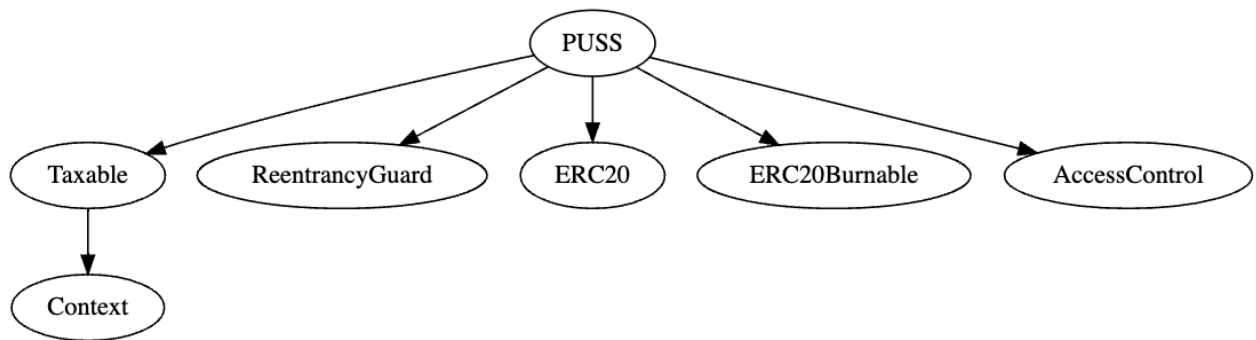 PUSS
Taxable
ReentrancyGuard
ERC20
ERC20Burnable
AccessControl
Context